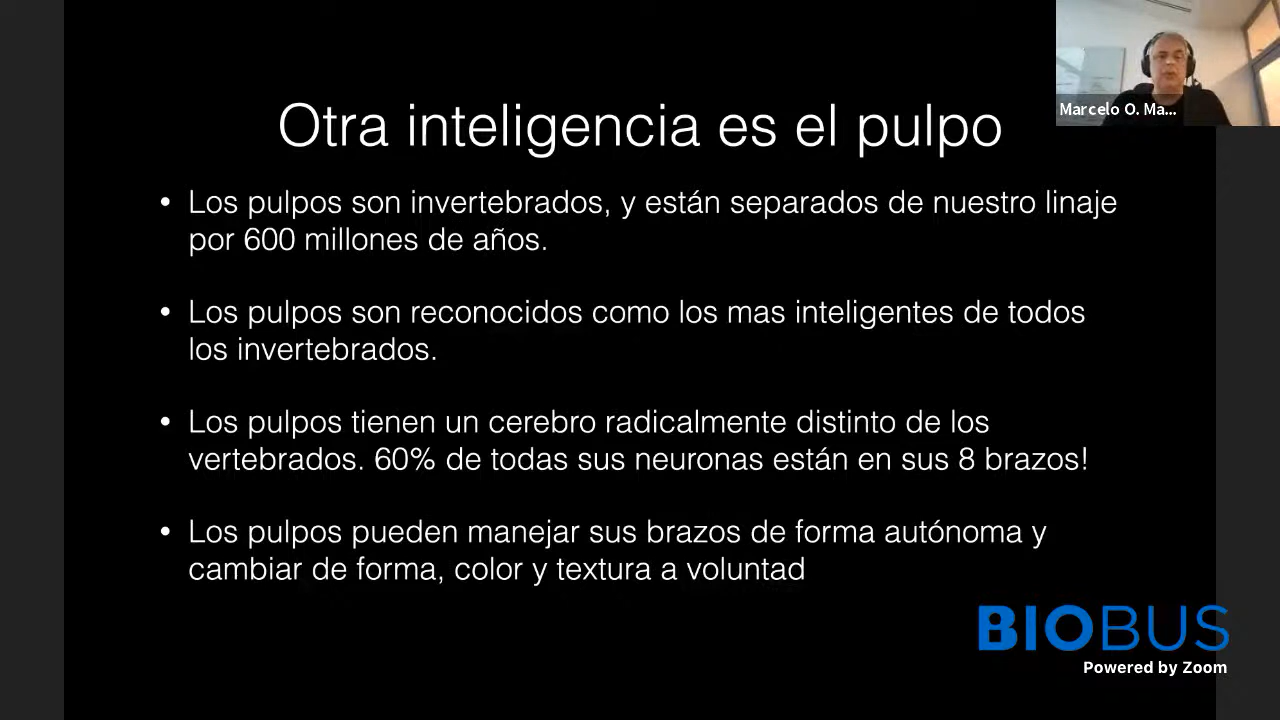 Marcelo O. Ma...
Otra inteligencia es el pulpo
• Los pulpos son invertebrados, y están separados de nuestro linaje
por 600 millones de años.
• Los pulpos son reconocidos como los mas inteligentes de todos
los invertebrados.
• Los pulpos tienen un cerebro radicalmente distinto de los
vertebrados. 60% de todas sus neuronas están en sus 8 brazos!
• Los pulpos pueden manejar sus brazos de forma autónoma y
cambiar de forma, color y textura a voluntad
BIOBUS
Powered by Zoom